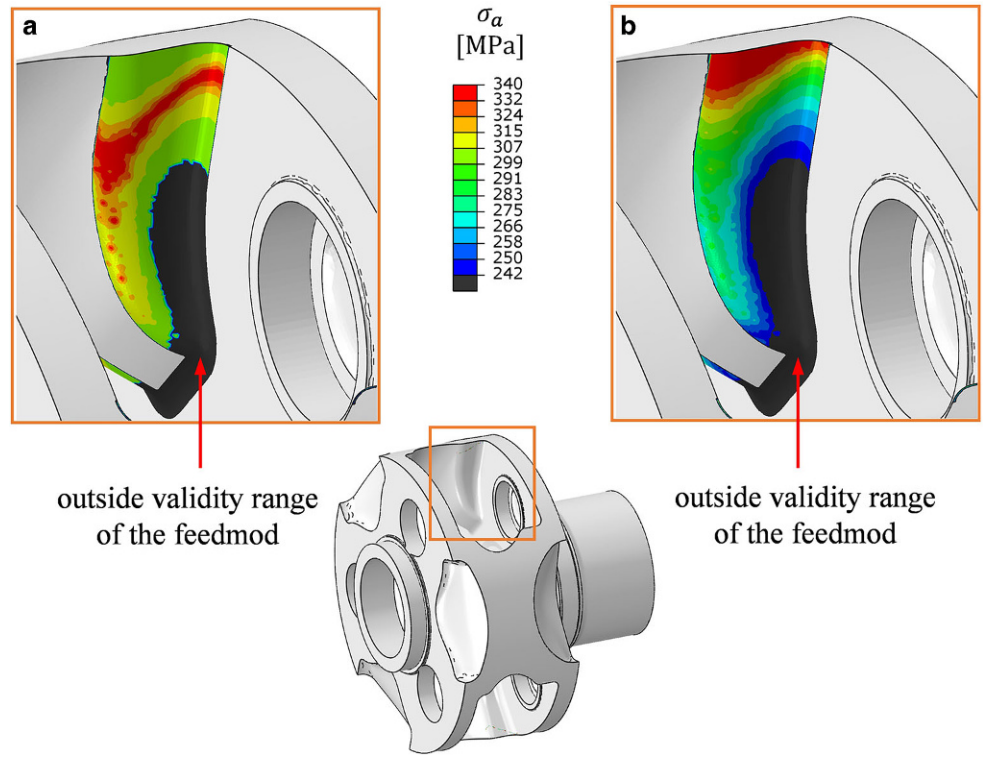 a
σₐ
[MPa]
340
332
324
315
307
299
291
283
275
266
258
250
242
b
outside validity range
of the feedmod
outside validity range
of the feedmod